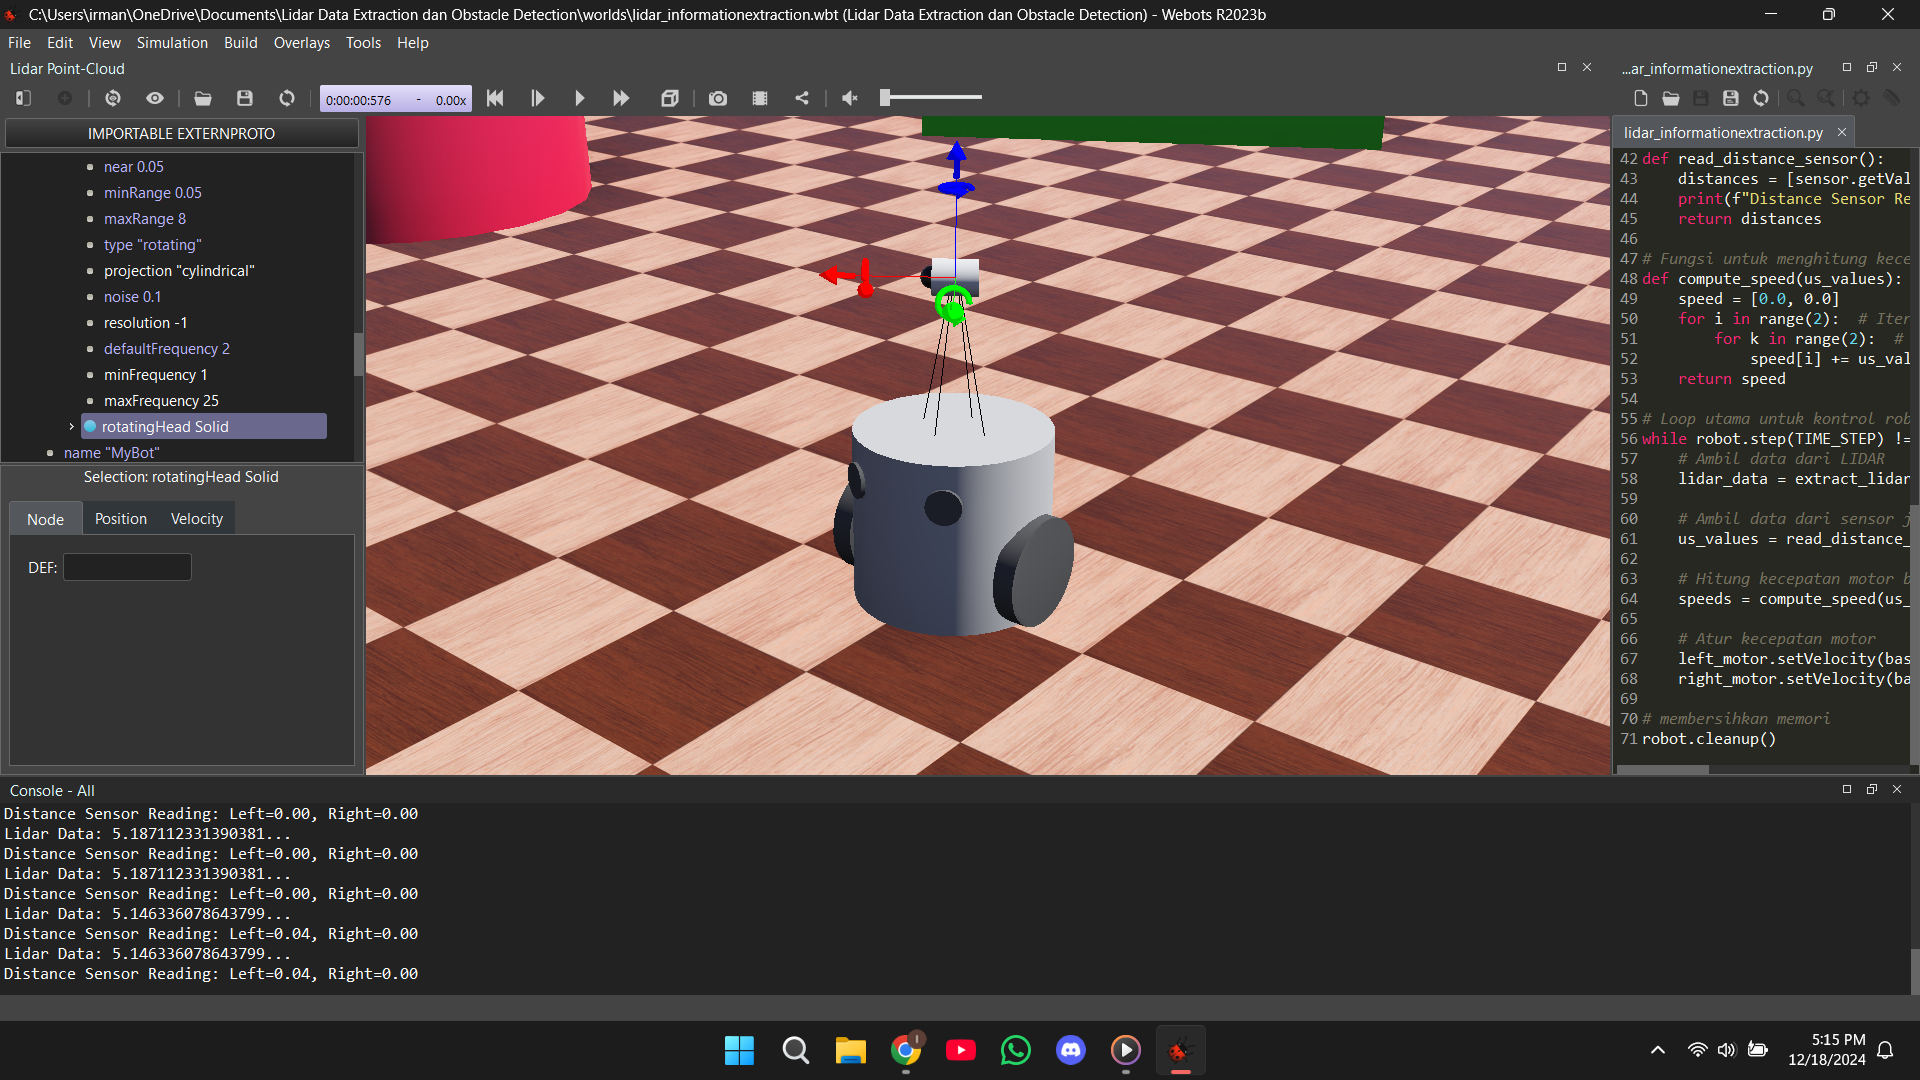 C:\Users\irman\OneDrive\Documents\Lidar Data Extraction dan Obstacle Detection\worlds\lidar_informationextraction.wbt (Lidar Data Extraction dan Obstacle Detection) - Webots R2023b
File Edit View Simulation Build Overlays Tools Help
Lidar Point-Cloud
0:00:00:576 - 0.00x
IMPORTABLE EXTERNPROTO
near 0.05
minRange 0.05
maxRange 8
type "rotating"
projection "cylindrical"
noise 0.1
resolution -1
defaultFrequency 2
minFrequency 1
maxFrequency 25
rotatingHead Solid
name "MyBot"
Selection: rotatingHead Solid
Node Position Velocity
DEF:
...ar_informationextraction.py
lidar_informationextraction.py
42 def read_distance_sensor():
43 distances = [sensor.getVal
44 print(f"Distance Sensor Re
45 return distances
46
47 # Fungsi untuk menghitung kece
48 def compute_speed(us_values):
49 speed = [0.0, 0.0]
50 for i in range(2): # Iter
51 for k in range(2): #
52 speed[i] += us_val
53 return speed
54
55 # Loop utama untuk kontrol rob
56 while robot.step(TIME_STEP) !=
57 # Ambil data dari LIDAR
58 lidar_data = extract_lidar
59
60 # Ambil data dari sensor j
61 us_values = read_distance_
62
63 # Hitung kecepatan motor b
64 speeds = compute_speed(us_
65
66 # Atur kecepatan motor
67 left_motor.setVelocity(bas
68 right_motor.setVelocity(ba
69
70 # membersihkan memori
71 robot.cleanup()
Console - All
Distance Sensor Reading: Left=0.00, Right=0.00
Lidar Data: 5.187112331390381...
Distance Sensor Reading: Left=0.00, Right=0.00
Lidar Data: 5.187112331390381...
Distance Sensor Reading: Left=0.00, Right=0.00
Lidar Data: 5.146336078643799...
Distance Sensor Reading: Left=0.04, Right=0.00
Lidar Data: 5.146336078643799...
Distance Sensor Reading: Left=0.04, Right=0.00
I
5:15 PM
12/18/2024